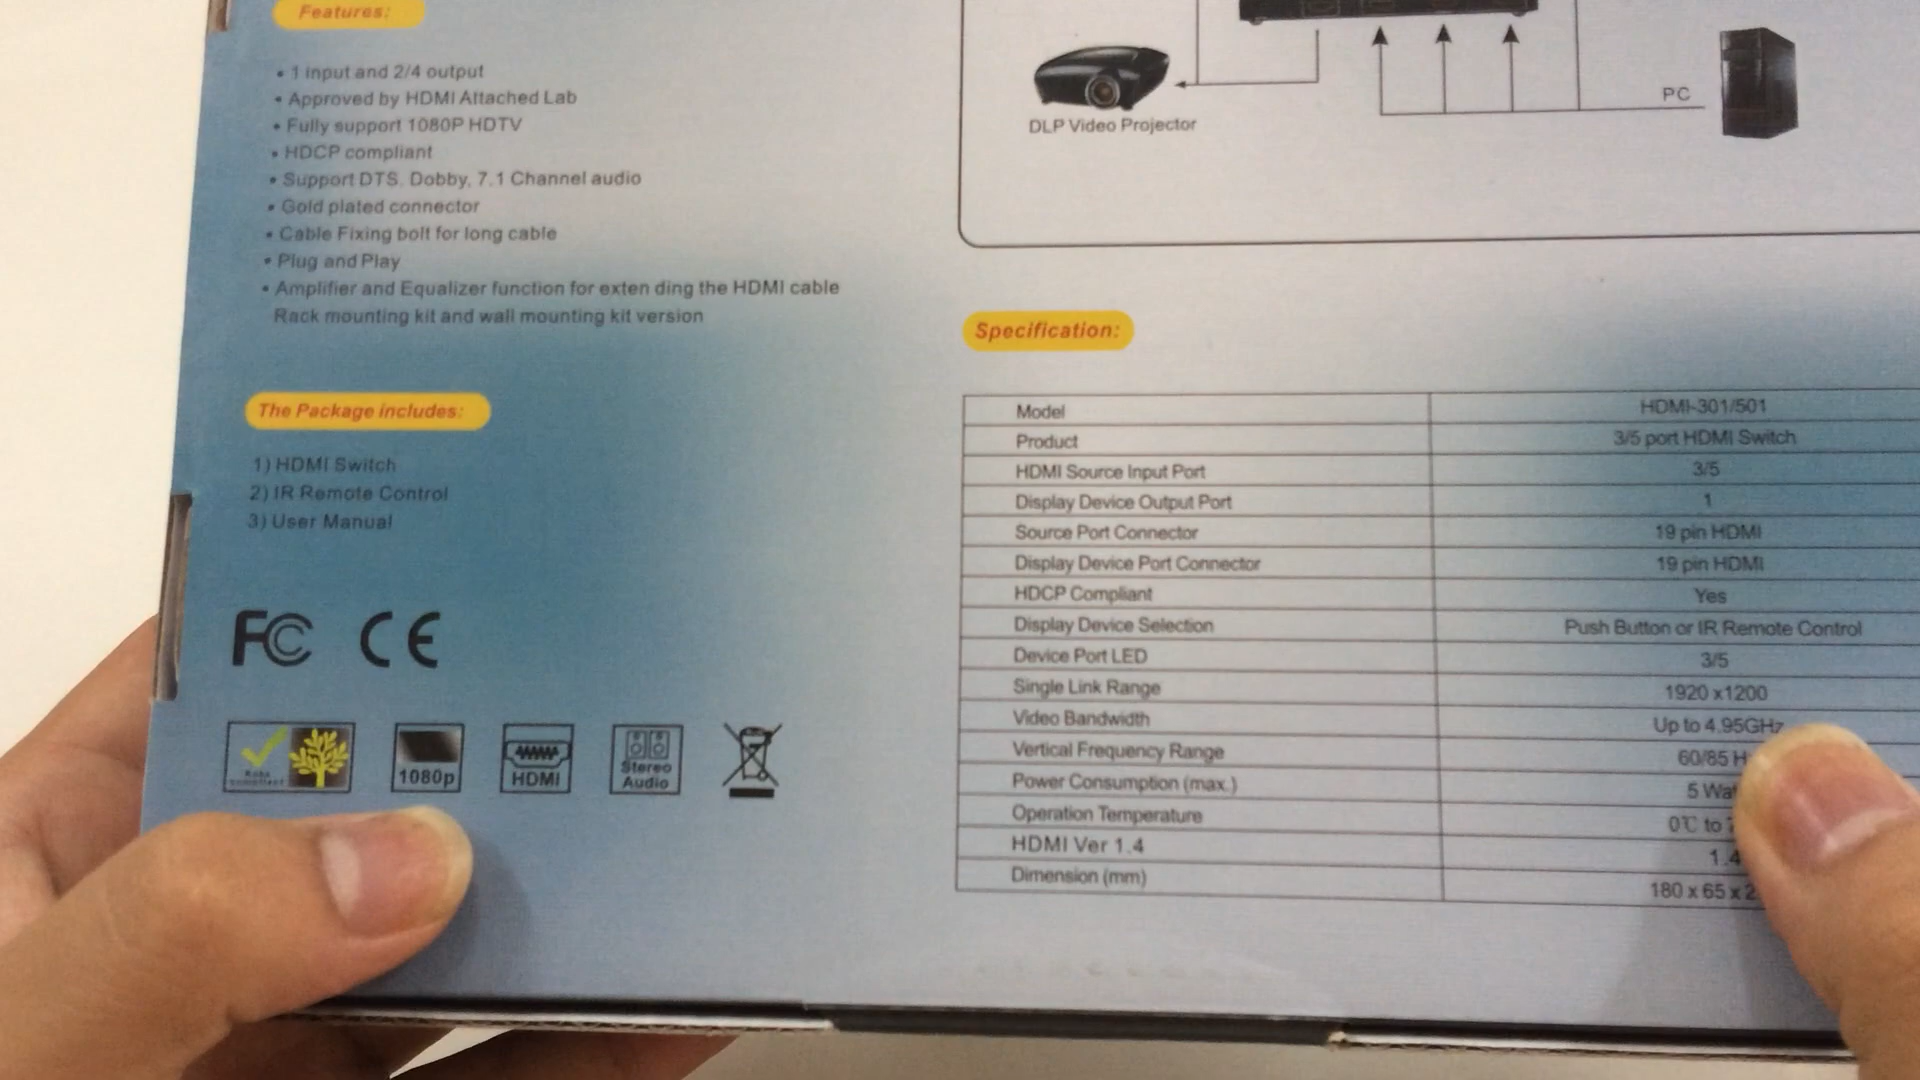 Features:
• 1 input and 2/4 output
• Approved by HDMI Attached Lab
• Fully support 1080P HDTV
• HDCP compliant
• Support DTS. Dobby, 7.1 Channel audio
• Gold plated connector
• Cable Fixing bolt for long cable
• Plug and Play
• Amplifier and Equalizer function for exten ding the HDMI cable
Rack mounting kit and wall mounting kit version
The Package includes:
1) HDMI Switch
2) IR Remote Control
3) User Manual
FC CE
1080p
HDMI
Stereo
Audio
DLP Video Projector
PC
Specification:
Model HDMI-301/501
Product 3/5 port HDMI Switch
HDMI Source Input Port 3/5
Display Device Output Port 1
Source Port Connector 19 pin HDMI
Display Device Port Connector 19 pin HDMI
HDCP Compliant Yes
Display Device Selection Push Button or IR Remote Control
Device Port LED 3/5
Single Link Range 1920 x1200
Video Bandwidth Up to 4.95GHz
Vertical Frequency Range 60/85 H
Power Consumption (max.) 5 Wat
Operation Temperature 0℃ to
HDMI Ver 1.4 1.4
Dimension (mm) 180 x 65 x 2